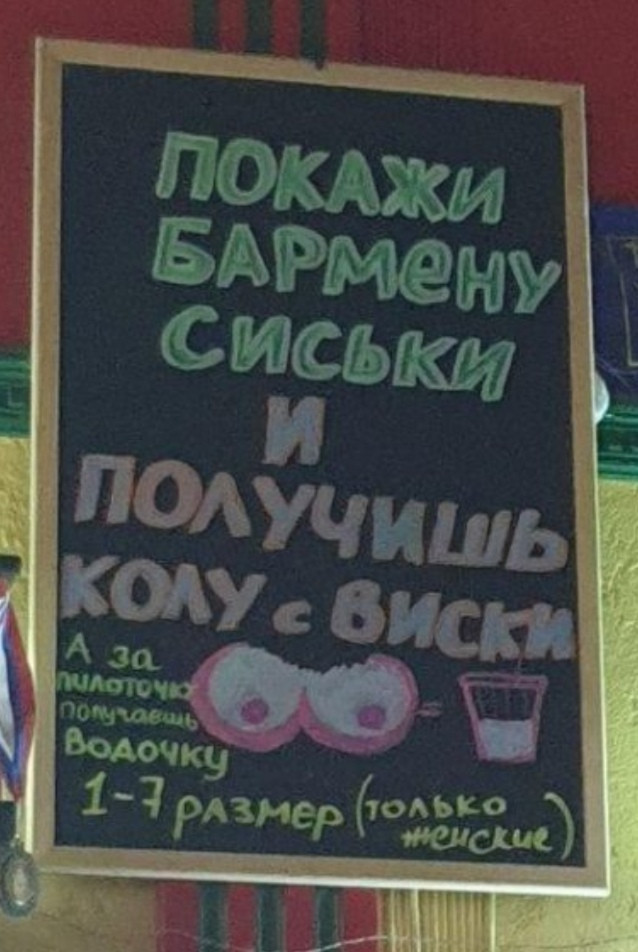 ПОКАЖИ
БАРМЕНУ
СИСЬКИ
И
ПОЛУЧИШЬ
КОЛУ с ВИСКИ
А за
пилоточку
получаешь
Водочку
1-7 размер (только
женские)